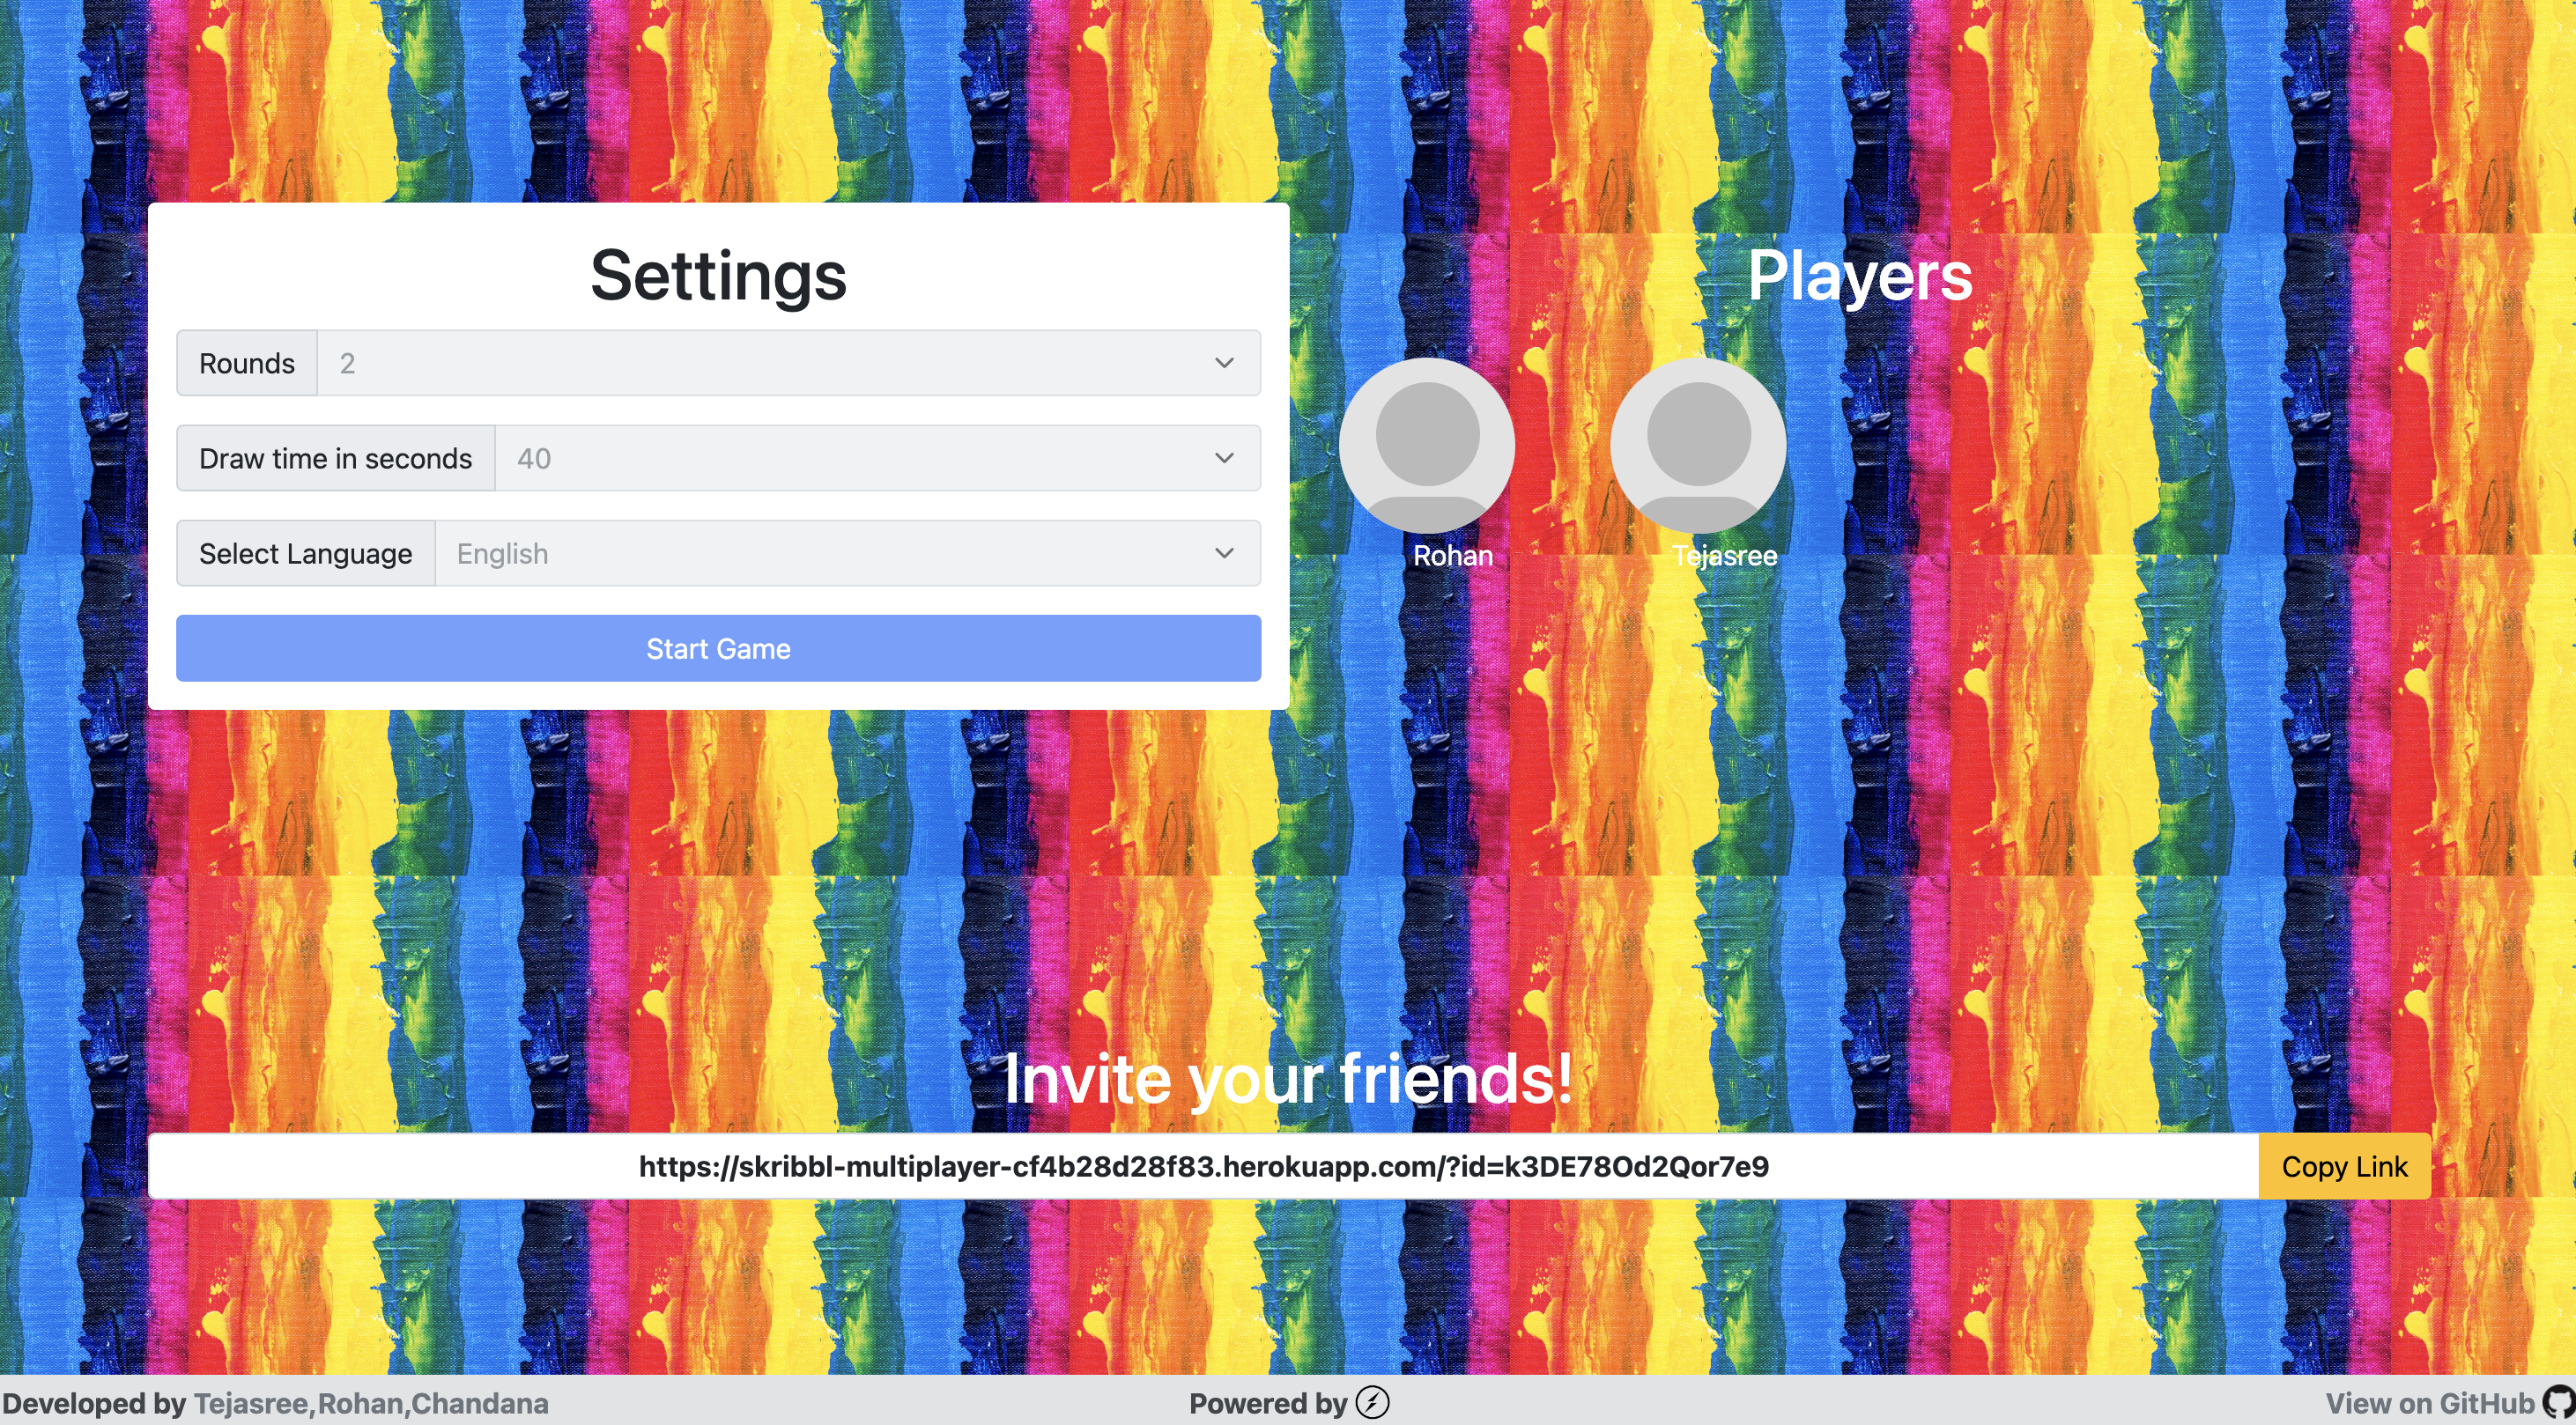 Settings
Rounds 2
Draw time in seconds 40
Select Language English
Start Game
Players
Rohan Tejasree
Invite your friends!
https://skribbl-multiplayer-cf4b28d28f83.herokuapp.com/?id=k3DE78Od2Qor7e9 Copy Link
Developed by Tejasree,Rohan,Chandana Powered by View on GitHub